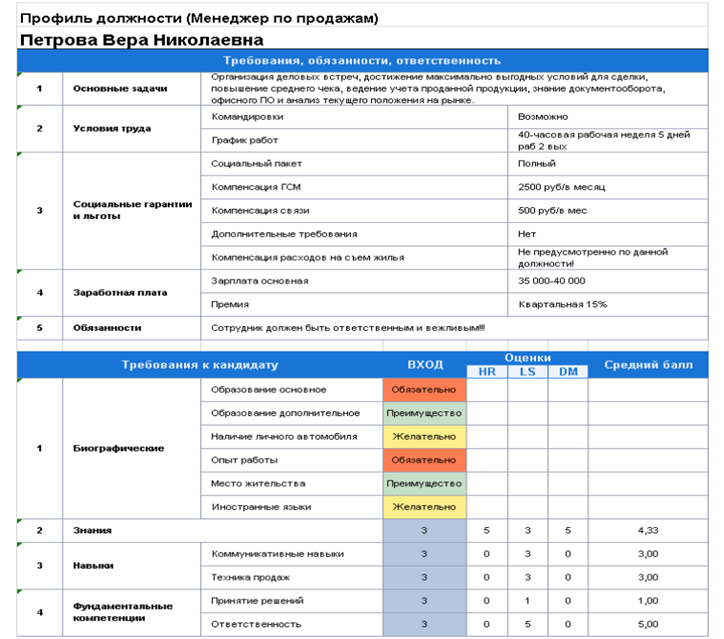 Профиль должности (Менеджер по продажам)
Петрова Вера Николаевна
Требования, обязанности, ответственность
1 Основные задачи Организация деловых встреч, достижение максимально выгодных условий для сделки,
повышение среднего чека, ведение учета проданной продукции, знание документооборота,
офисного ПО и анализ текущего положения на рынке.
2 Условия труда Командировки Возможно
График работ 40-часовая рабочая неделя 5 дней
раб 2 вых
3 Социальные гарантии
и льготы
Социальный пакет Полный
Компенсация ГСМ 2500 руб/в месяц
Компенсация связи 500 руб/в мес
Дополнительные требования Нет
Компенсация расходов на съем жилья Не предусмотренно по данной
должности!
4 Заработная плата Зарплата основная 35 000-40 000
Премия Квартальная 15%
5 Обязанности Сотрудник должен быть ответственным и вежливым!!!
Требования к кандидату ВХОД Оценки Средний балл
HR LS DM
1 Биографические Образование основное Обязательно
Образование дополнительное Преимущество
Наличие личного автомобиля Желательно
Опыт работы Обязательно
Место жительства Преимущество
Иностранные языки Желательно
2 Знания 3 5 3 5 4,33
3 Навыки Коммуникативные навыки 3 0 3 0 3,00
Техника продаж 3 0 3 0 3,00
4 Фундаментальные
компетенции
Принятие решений 3 0 1 0 1,00
Ответственность 3 0 5 0 5,00